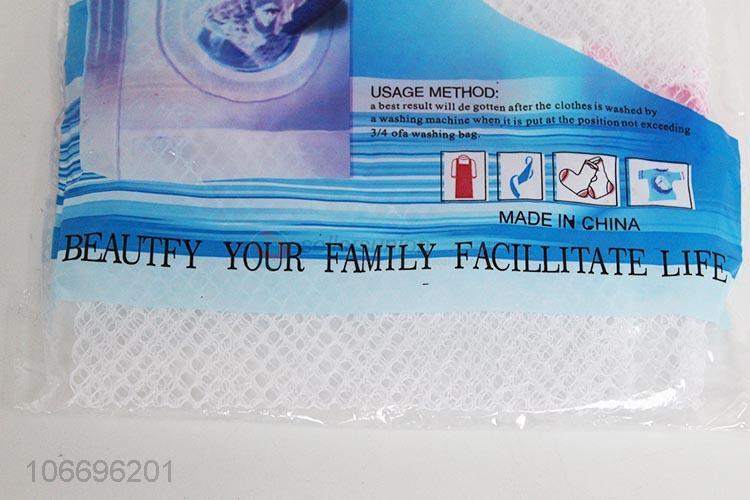 USAGE METHOD:
a best result will de gotten after the clothes is washed by
a washing machine when it is put at the position not exceeding
3/4 ofa washing bag.
MADE IN CHINA
BEAUTFY YOUR FAMILY FACILLITATE LIFE
106696201